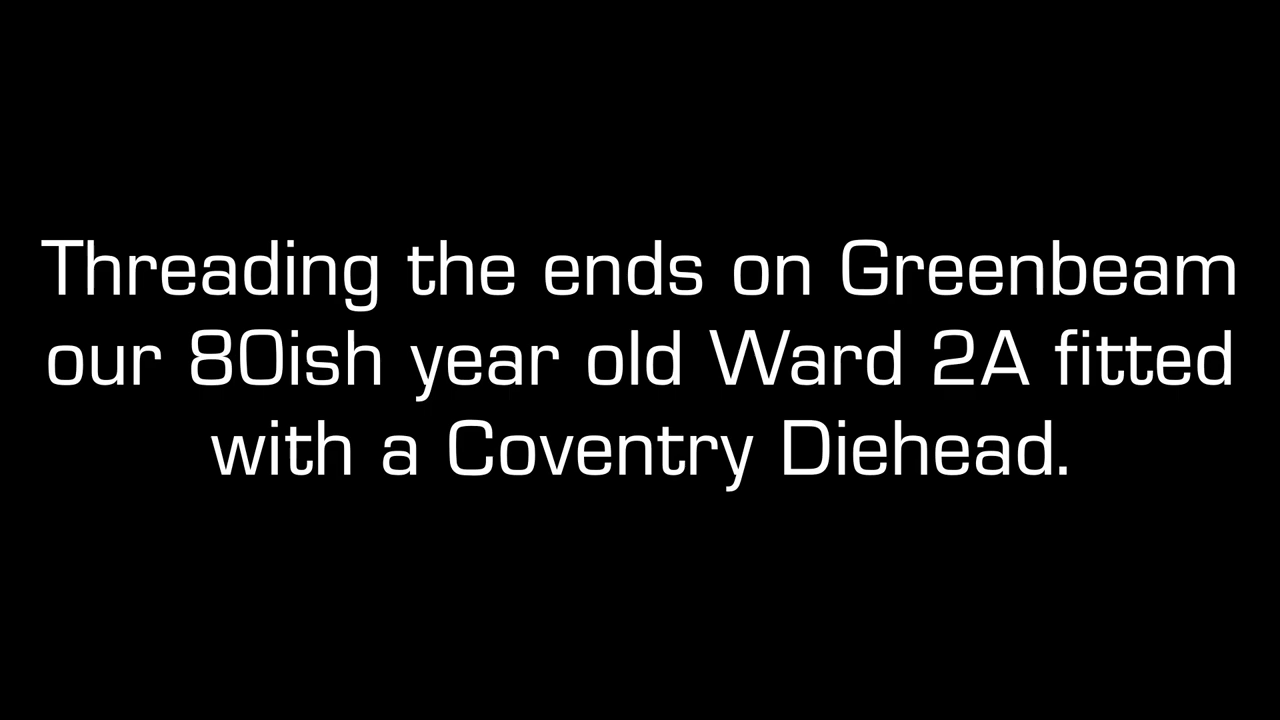 Threading the ends on Greenbeam
our 80ish year old Ward 2A fitted
with a Coventry Diehead.